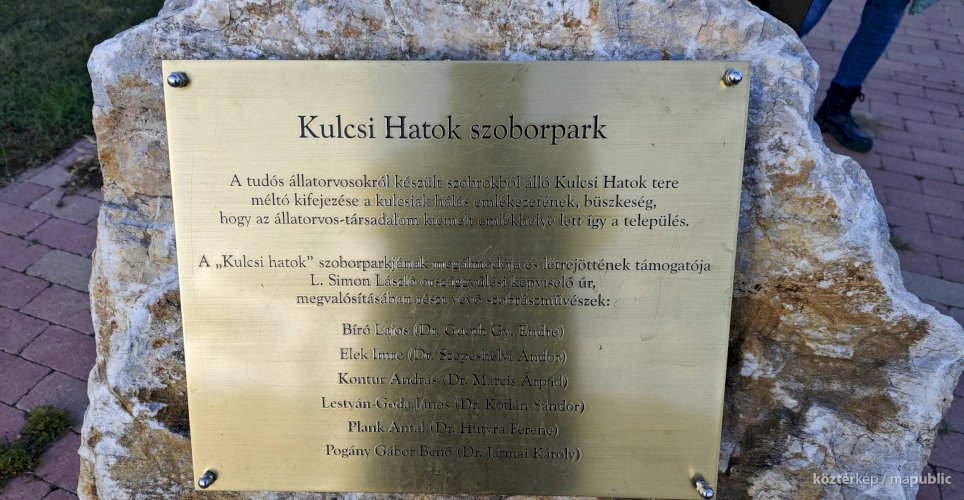 Kulcsi Hatok szoborpark
A tudós állatorvosokról készült szobrokból álló Kulcsi Hatok tere
méltó kifejezése a kulcsiak hálás emlékezetének, büszkeség,
hogy az állatorvos-társadalom kiemelt emlékhelye lett így a település.
A „Kulcsi hatok” szoborparkjának megálmodója és létrejöttének támogatója
L. Simon László országgyűlési képviselő úr,
megvalósításában részt vevő szobrászművészek:
Bíró Lajos (Dr. Guoth Gy. Endre)
Elek Imre (Dr. Szepeshelyi Andor)
Kontur András (Dr. Marcis Árpád)
Lestyán-Goda János (Dr. Kotlán Sándor)
Plank Antal (Dr. Hutyra Ferenc)
Pogány Gábor Benő (Dr. Jármai Károly)
köztérkép / mapublic